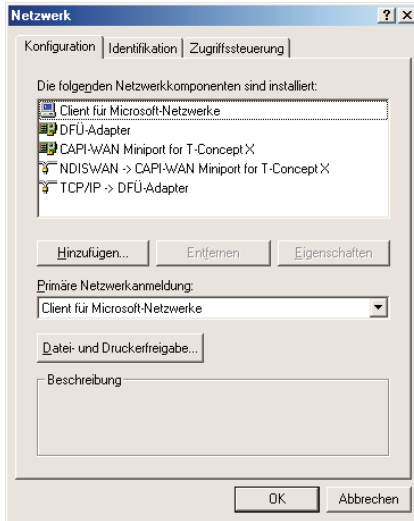 Netzwerk
Konfiguration Identifikation Zugriffssteuerung
Die folgenden Netzwerkkomponenten sind installiert:
Client für Microsoft-Netzwerke
DFÜ-Adapter
CAPI-WAN Miniport for T-Concept X
NDISWAN -> CAPI-WAN Miniport for T-Concept X
TCP/IP -> DFÜ-Adapter
Hinzufügen... Entfernen Eigenschaften
Primäre Netzwerkanmeldung:
Client für Microsoft-Netzwerke
Datei- und Druckerfreigabe...
Beschreibung
OK Abbrechen